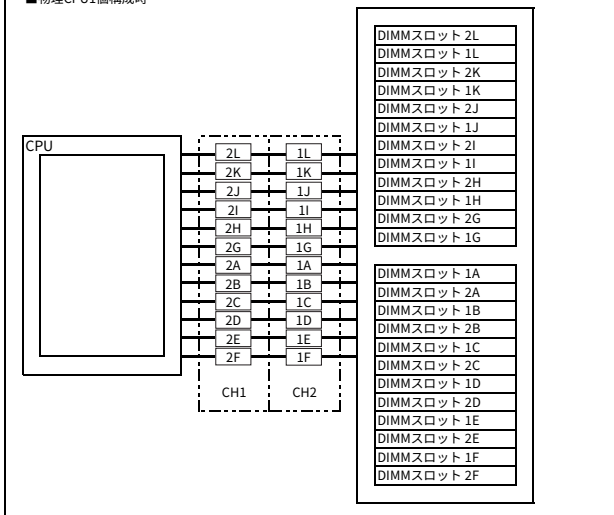 ■物理CPU1個構成時
CPU
2L 1L
2K 1K
2J 1J
2I 1I
2H 1H
2G 1G
2A 1A
2B 1B
2C 1C
2D 1D
2E 1E
2F 1F
CH1 CH2
DIMMスロット 2L
DIMMスロット 1L
DIMMスロット 2K
DIMMスロット 1K
DIMMスロット 2J
DIMMスロット 1J
DIMMスロット 2I
DIMMスロット 1I
DIMMスロット 2H
DIMMスロット 1H
DIMMスロット 2G
DIMMスロット 1G
DIMMスロット 1A
DIMMスロット 2A
DIMMスロット 1B
DIMMスロット 2B
DIMMスロット 1C
DIMMスロット 2C
DIMMスロット 1D
DIMMスロット 2D
DIMMスロット 1E
DIMMスロット 2E
DIMMスロット 1F
DIMMスロット 2F